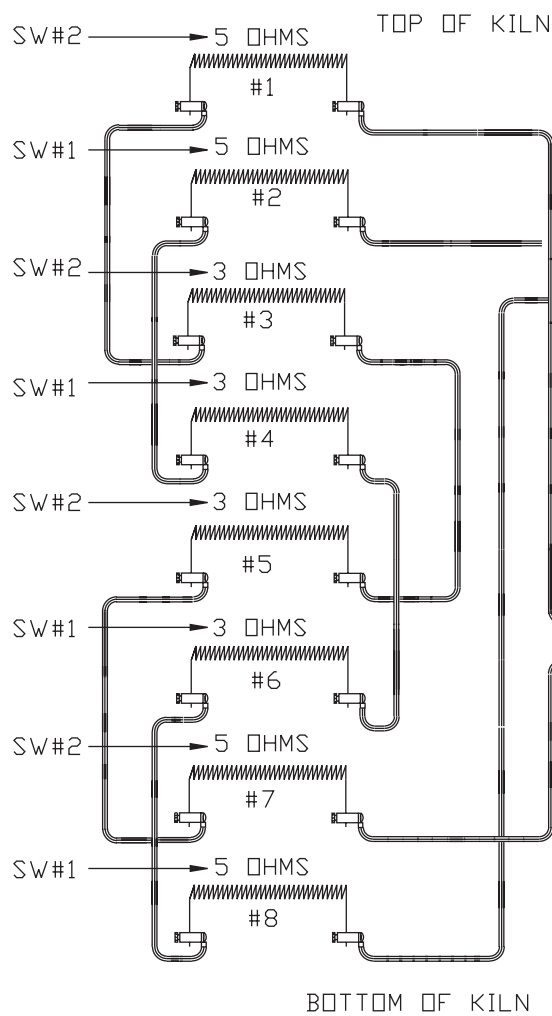 TOP OF KILN
SW#2 5 OHMS
#1
SW#1 5 OHMS
#2
SW#2 3 OHMS
#3
SW#1 3 OHMS
#4
SW#2 3 OHMS
#5
SW#1 3 OHMS
#6
SW#2 5 OHMS
#7
SW#1 5 OHMS
#8
BOTTOM OF KILN